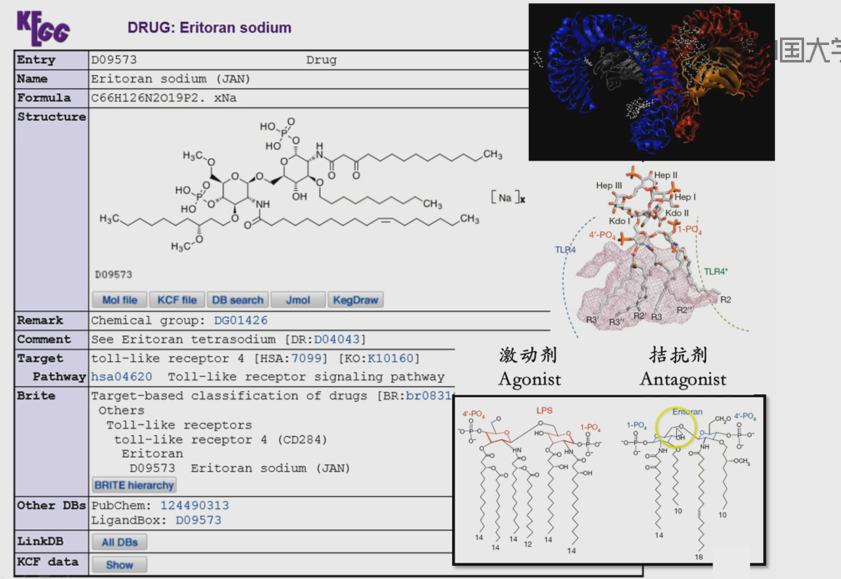 KEGG
DRUG: Eritoran sodium
国大学
Entry D09573 Drug
Name Eritoran sodium (JAN)
Formula C66H126N2O19P2. xNa
Structure
HO O
P
HO O
H3C O
HO O
P
HO O
N H
O O
CH3
O
O
O
OH
O
NH
O
CH3
[ Na ]x
H3C
O
H3C
O
CH3
D09573
Mol file KCF file DB search Jmol KegDraw
Remark Chemical group: DG01426
Comment See Eritoran tetrasodium [DR:D04043]
Target toll-like receptor 4 [HSA:7099] [KO:K10160]
Pathway hsa04620 Toll-like receptor signaling pathway
Brite Target-based classification of drugs [BR:br0831
Others
Toll-like receptors
toll-like receptor 4 (CD284)
Eritoran
D09573 Eritoran sodium (JAN)
BRITE hierarchy
Other DBs PubChem: 124490313
LigandBox: D09573
LinkDB All DBs
KCF data Show
Hep II
Hep III
Hep I
Kdo II
Kdo I
4'-PO4 1-PO4
TLR4
TLR4*
R2
R3' R3'' R2' R3 R2''
激动剂 拮抗剂
Agonist Antagonist
4'-PO4 LPS 1-PO4
14 14 14 12 14 14
Eritoran
1-PO4 4'-PO4
CH3O
OH
OCH3
14 10 18 10